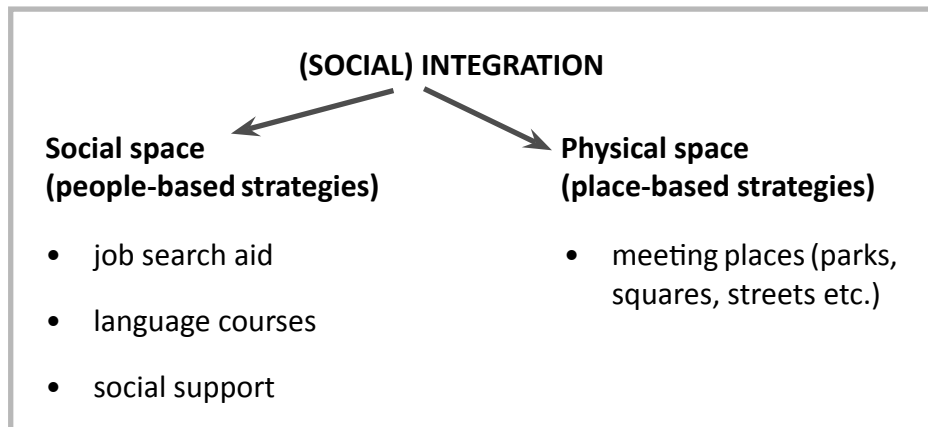 (SOCIAL) INTEGRATION
Social space
(people-based strategies)
• job search aid
• language courses
• social support
Physical space
(place-based strategies)
• meeting places (parks,
squares, streets etc.)